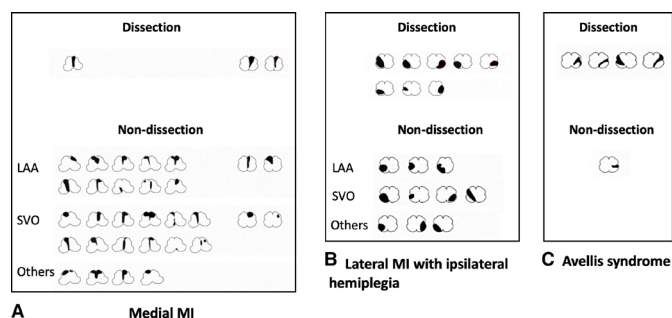 Dissection
Non-dissection
LAA
SVO
Others
A Medial MI
Dissection
Non-dissection
LAA
SVO
Others
B Lateral MI with ipsilateral
hemiplegia
Dissection
Non-dissection
C Avellis syndrome